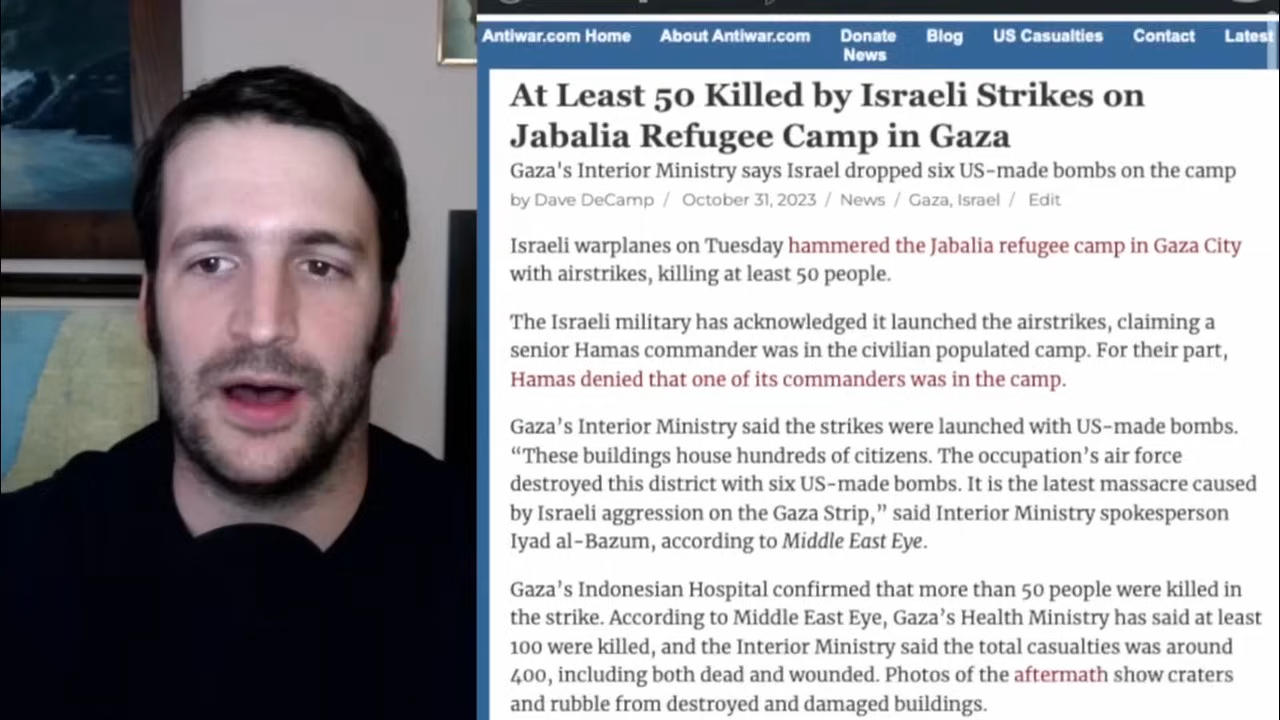 Antiwar.com Home About Antiwar.com Donate Blog US Casualties Contact Latest
News
At Least 50 Killed by Israeli Strikes on
Jabalia Refugee Camp in Gaza
Gaza's Interior Ministry says Israel dropped six US-made bombs on the camp
by Dave DeCamp / October 31, 2023 / News / Gaza, Israel / Edit
Israeli warplanes on Tuesday hammered the Jabalia refugee camp in Gaza City
with airstrikes, killing at least 50 people.
The Israeli military has acknowledged it launched the airstrikes, claiming a
senior Hamas commander was in the civilian populated camp. For their part,
Hamas denied that one of its commanders was in the camp.
Gaza’s Interior Ministry said the strikes were launched with US-made bombs.
“These buildings house hundreds of citizens. The occupation’s air force
destroyed this district with six US-made bombs. It is the latest massacre caused
by Israeli aggression on the Gaza Strip,” said Interior Ministry spokesperson
Iyad al-Bazum, according to Middle East Eye.
Gaza’s Indonesian Hospital confirmed that more than 50 people were killed in
the strike. According to Middle East Eye, Gaza’s Health Ministry has said at least
100 were killed, and the Interior Ministry said the total casualties was around
400, including both dead and wounded. Photos of the aftermath show craters
and rubble from destroyed and damaged buildings.